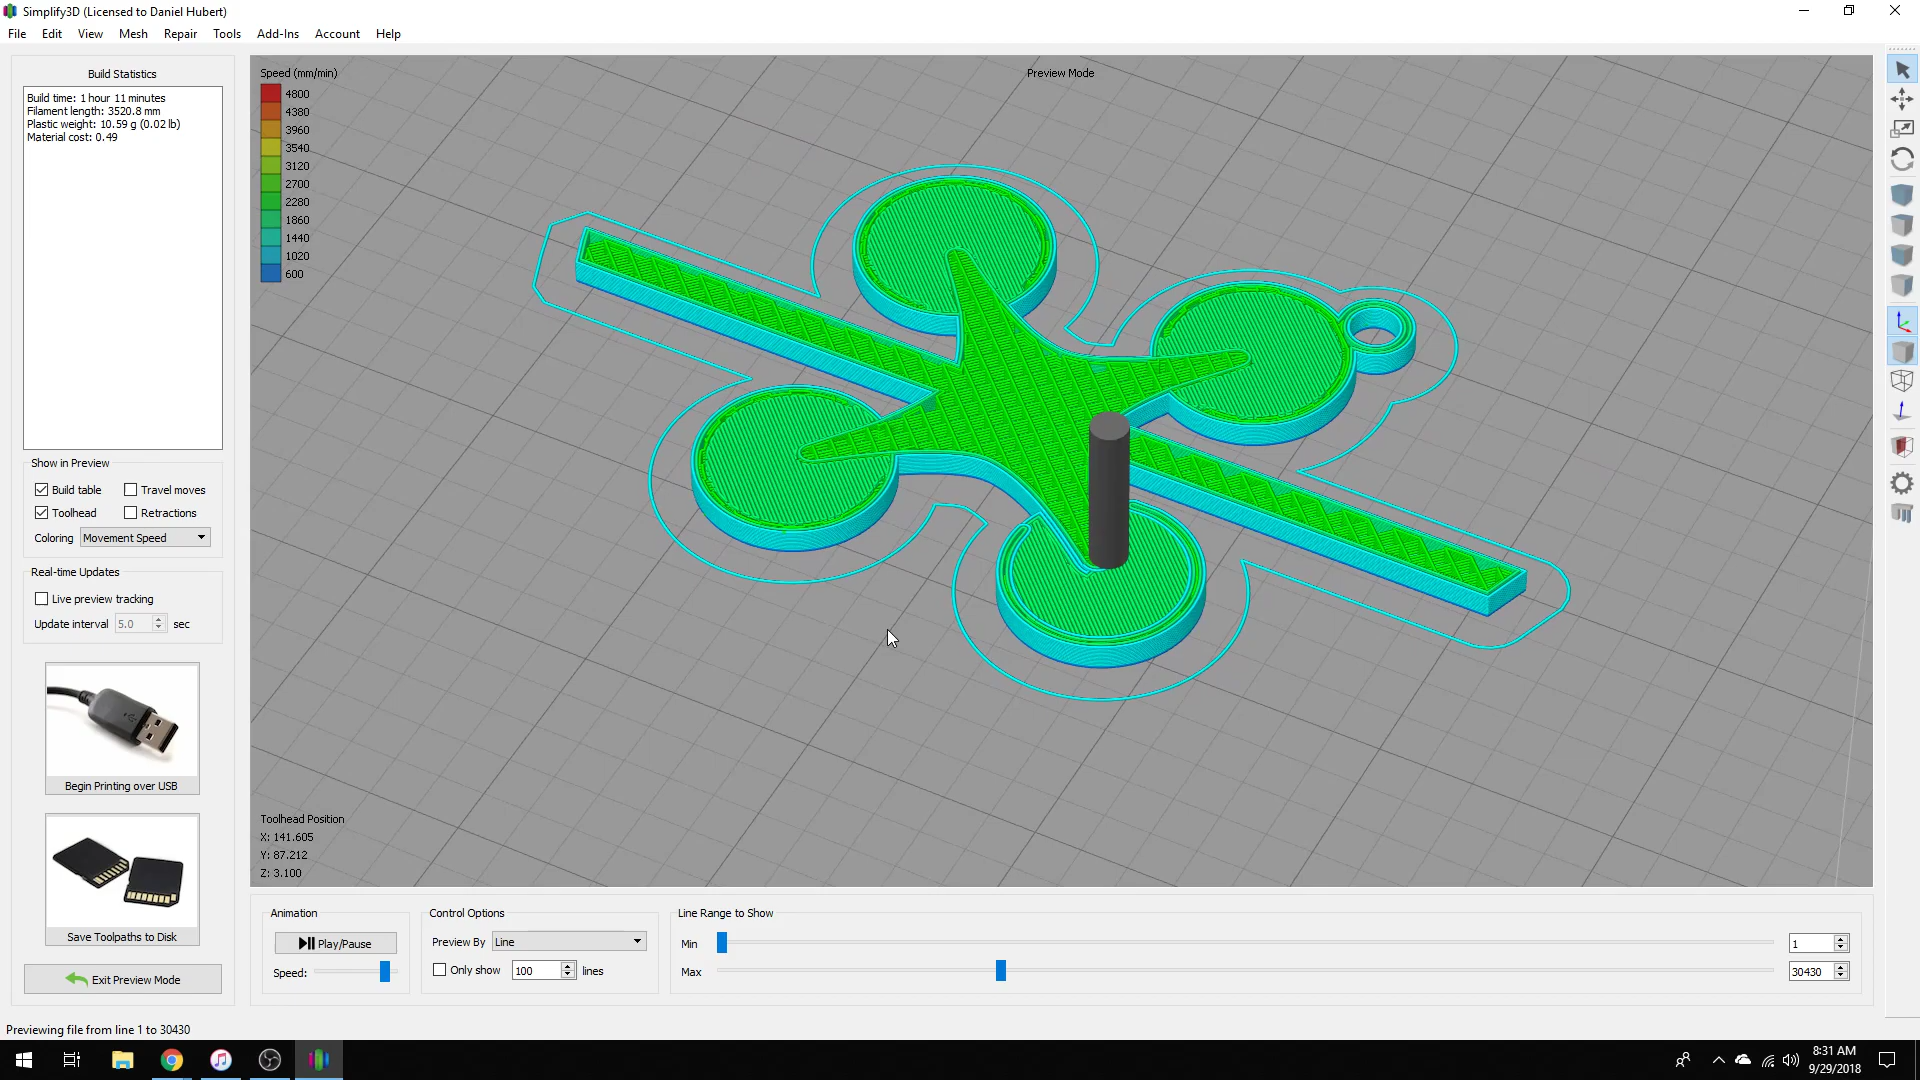 Simplify3D (Licensed to Daniel Hubert)
File Edit View Mesh Repair Tools Add-Ins Account Help
Build Statistics
Build time: 1 hour 11 minutes
Filament length: 3520.8 mm
Plastic weight: 10.59 g (0.02 lb)
Material cost: 0.49
Speed (mm/min)
4800
4380
3960
3540
3120
2700
2280
1860
1440
1020
600
Preview Mode
Show in Preview
Build table Travel moves
Toolhead Retractions
Coloring Movement Speed
Real-time Updates
Live preview tracking
Update interval 5.0 sec
Begin Printing over USB
Save Toolpaths to Disk
Exit Preview Mode
Toolhead Position
X: 141.605
Y: 87.212
Z: 3.100
Animation
Play/Pause
Speed:
Control Options
Preview By Line
Only show 100 lines
Line Range to Show
Min 1
Max 30430
Previewing file from line 1 to 30430
8:31 AM
9/29/2018